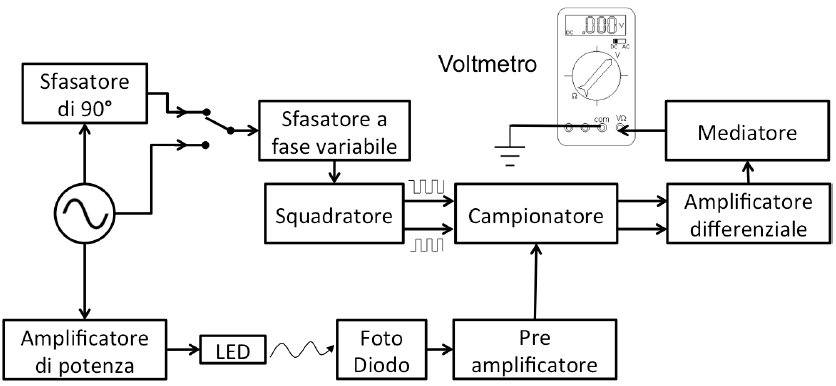 Voltmetro
DC .000 V
DC AC
V
Ω
com VΩ
Sfasatore
di 90°
Sfasatore a
fase variabile
Mediatore
Squadratore
Campionatore
Amplificatore
differenziale
Amplificatore
di potenza
LED
Foto
Diodo
Pre
amplificatore